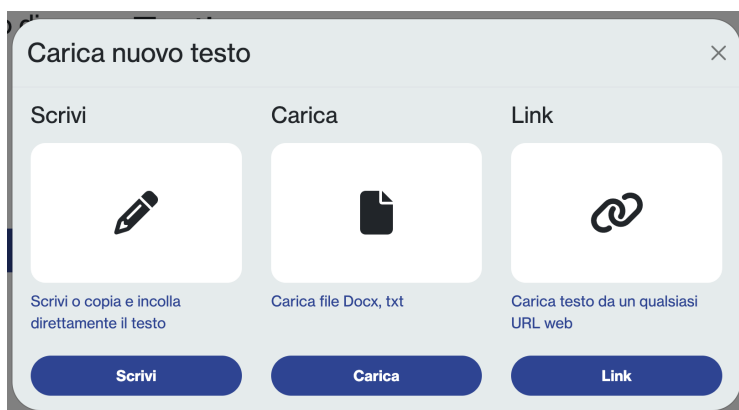 Carica nuovo testo
Scrivi
Carica
Link
Scrivi o copia e incolla
direttamente il testo
Carica file Docx, txt
Carica testo da un qualsiasi
URL web
Scrivi
Carica
Link